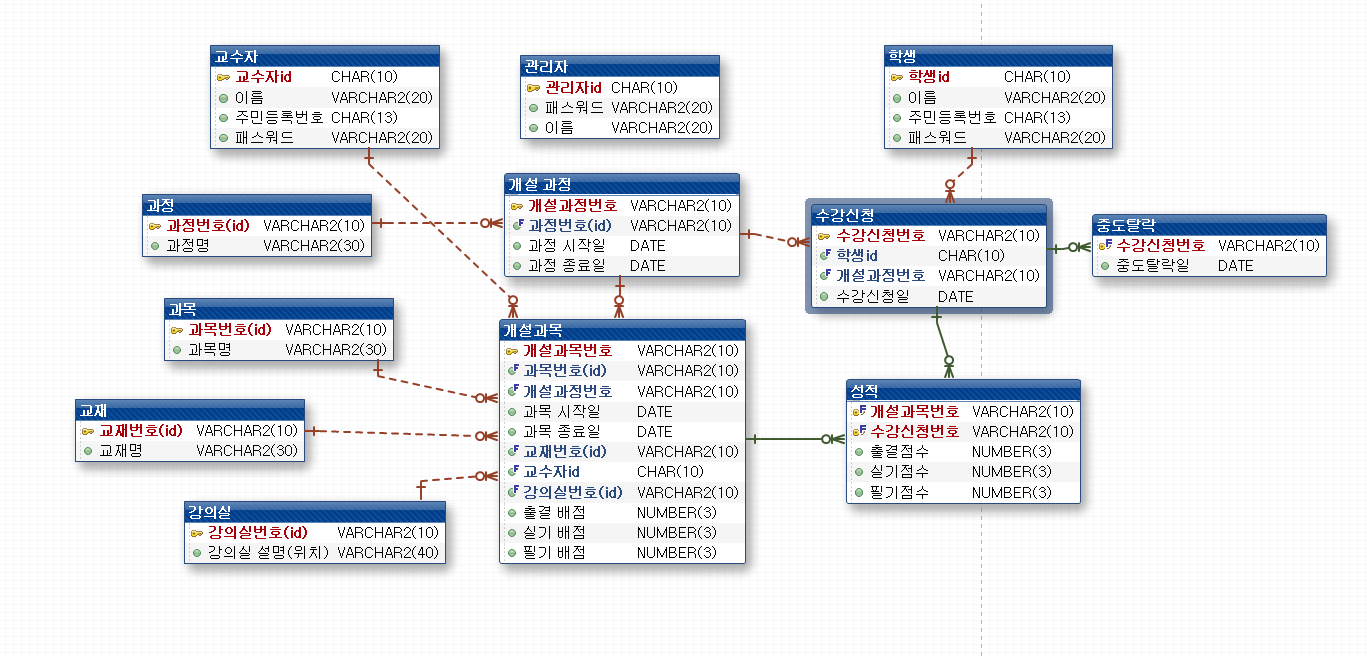 교수자
교수자id CHAR(10)
이름 VARCHAR2(20)
주민등록번호 CHAR(13)
패스워드 VARCHAR2(20)
관리자
관리자id CHAR(10)
패스워드 VARCHAR2(20)
이름 VARCHAR2(20)
학생
학생id CHAR(10)
이름 VARCHAR2(20)
주민등록번호 CHAR(13)
패스워드 VARCHAR2(20)
과정
과정번호(id) VARCHAR2(10)
과정명 VARCHAR2(30)
개설 과정
개설과정번호 VARCHAR2(10)
과정번호(id) VARCHAR2(10)
과정 시작일 DATE
과정 종료일 DATE
수강신청
수강신청번호 VARCHAR2(10)
학생id CHAR(10)
개설과정번호 VARCHAR2(10)
수강신청일 DATE
중도탈락
수강신청번호 VARCHAR2(10)
중도탈락일 DATE
과목
과목번호(id) VARCHAR2(10)
과목명 VARCHAR2(30)
개설과목
개설과목번호 VARCHAR2(10)
과목번호(id) VARCHAR2(10)
개설과정번호 VARCHAR2(10)
과목 시작일 DATE
과목 종료일 DATE
교재번호(id) VARCHAR2(10)
교수자id CHAR(10)
강의실번호(id) VARCHAR2(10)
출결 배점 NUMBER(3)
실기 배점 NUMBER(3)
필기 배점 NUMBER(3)
성적
개설과목번호 VARCHAR2(10)
수강신청번호 VARCHAR2(10)
출결점수 NUMBER(3)
실기점수 NUMBER(3)
필기점수 NUMBER(3)
교재
교재번호(id) VARCHAR2(10)
교재명 VARCHAR2(30)
강의실
강의실번호(id) VARCHAR2(10)
강의실 설명(위치) VARCHAR2(40)